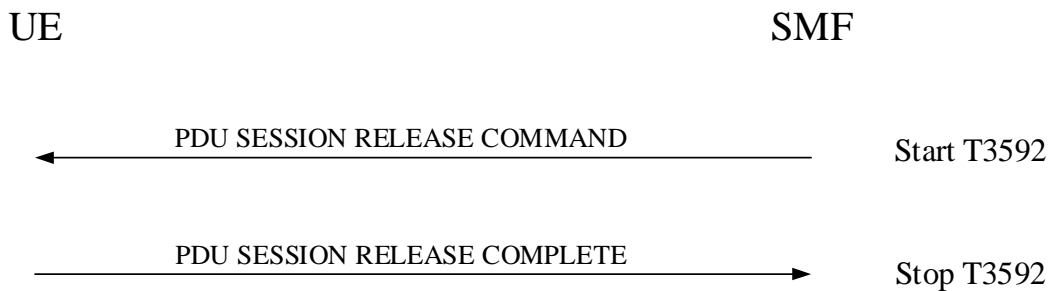 UE
SMF
PDU SESSION RELEASE COMMAND
Start T3592
PDU SESSION RELEASE COMPLETE
Stop T3592